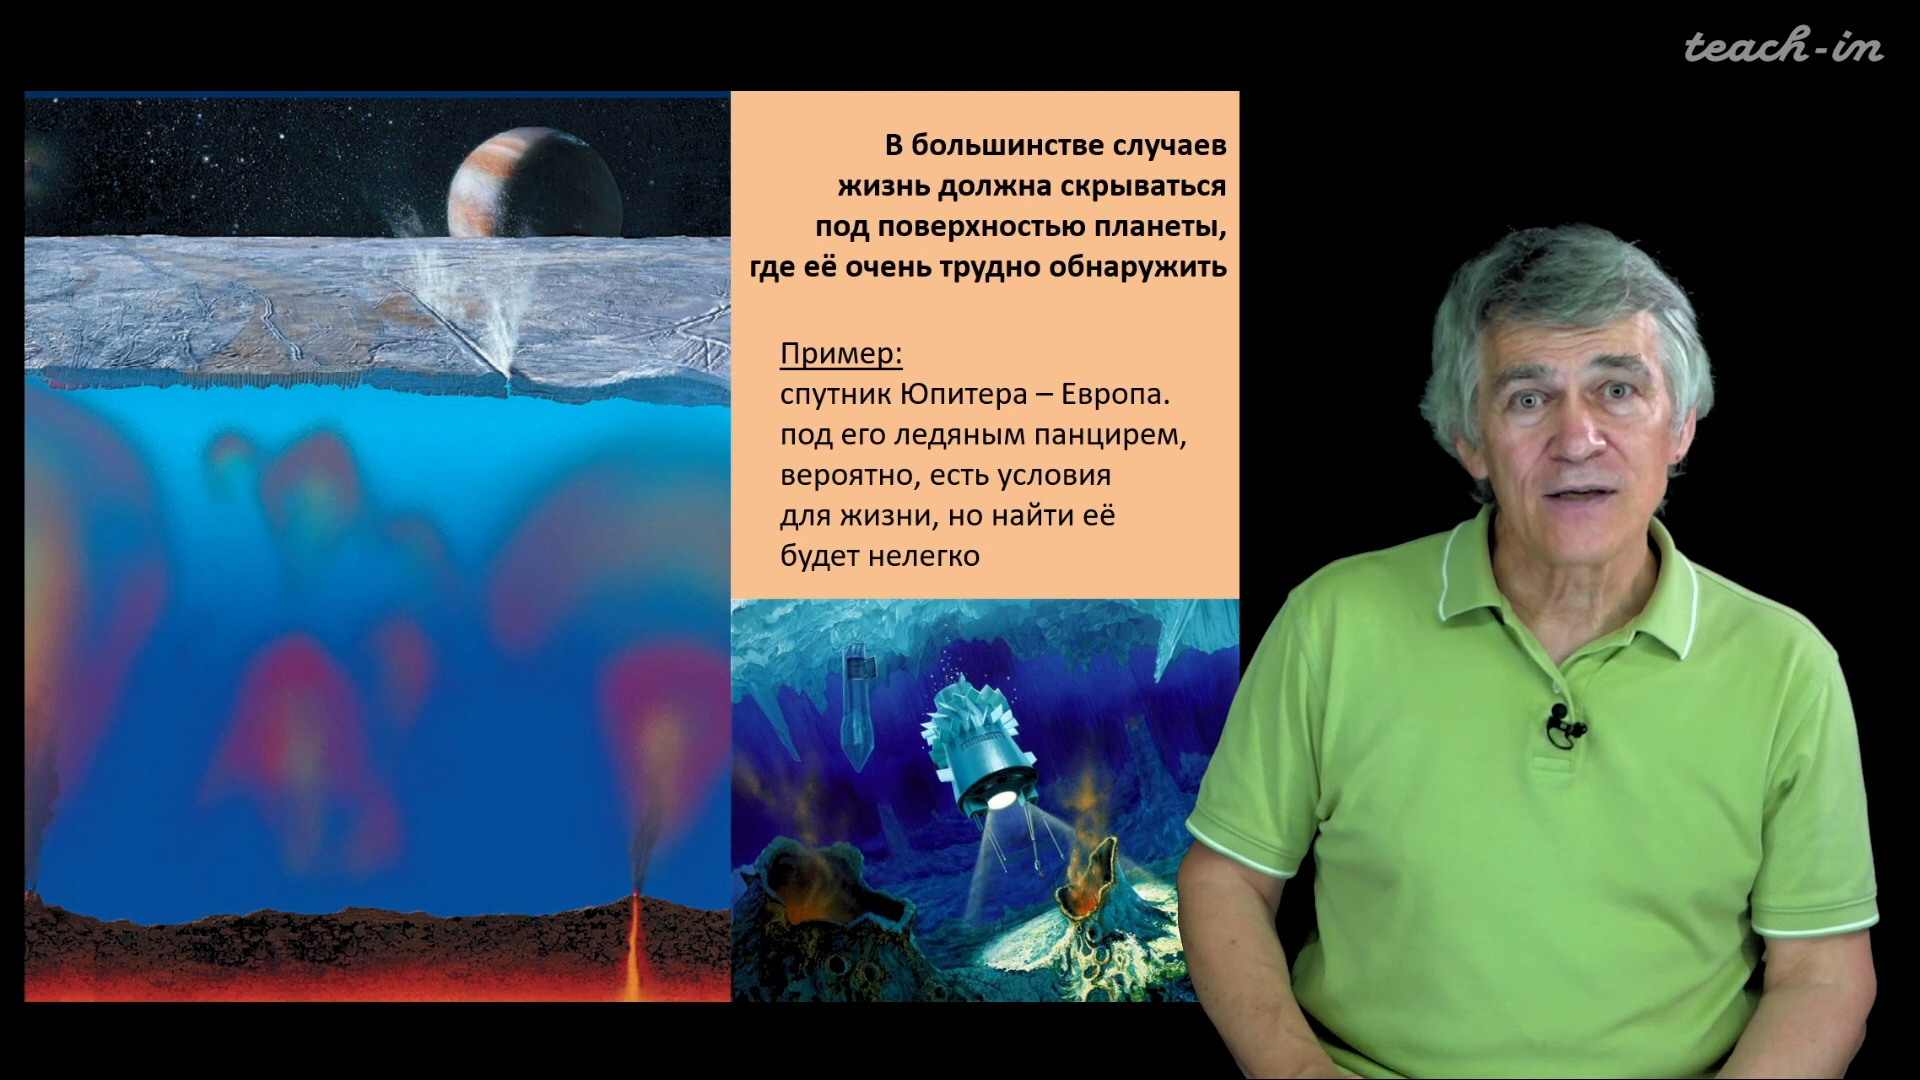 teach-in
В большинстве случаев
жизнь должна скрываться
под поверхностью планеты,
где её очень трудно обнаружить
Пример:
спутник Юпитера – Европа.
под его ледяным панцирем,
вероятно, есть условия
для жизни, но найти её
будет нелегко